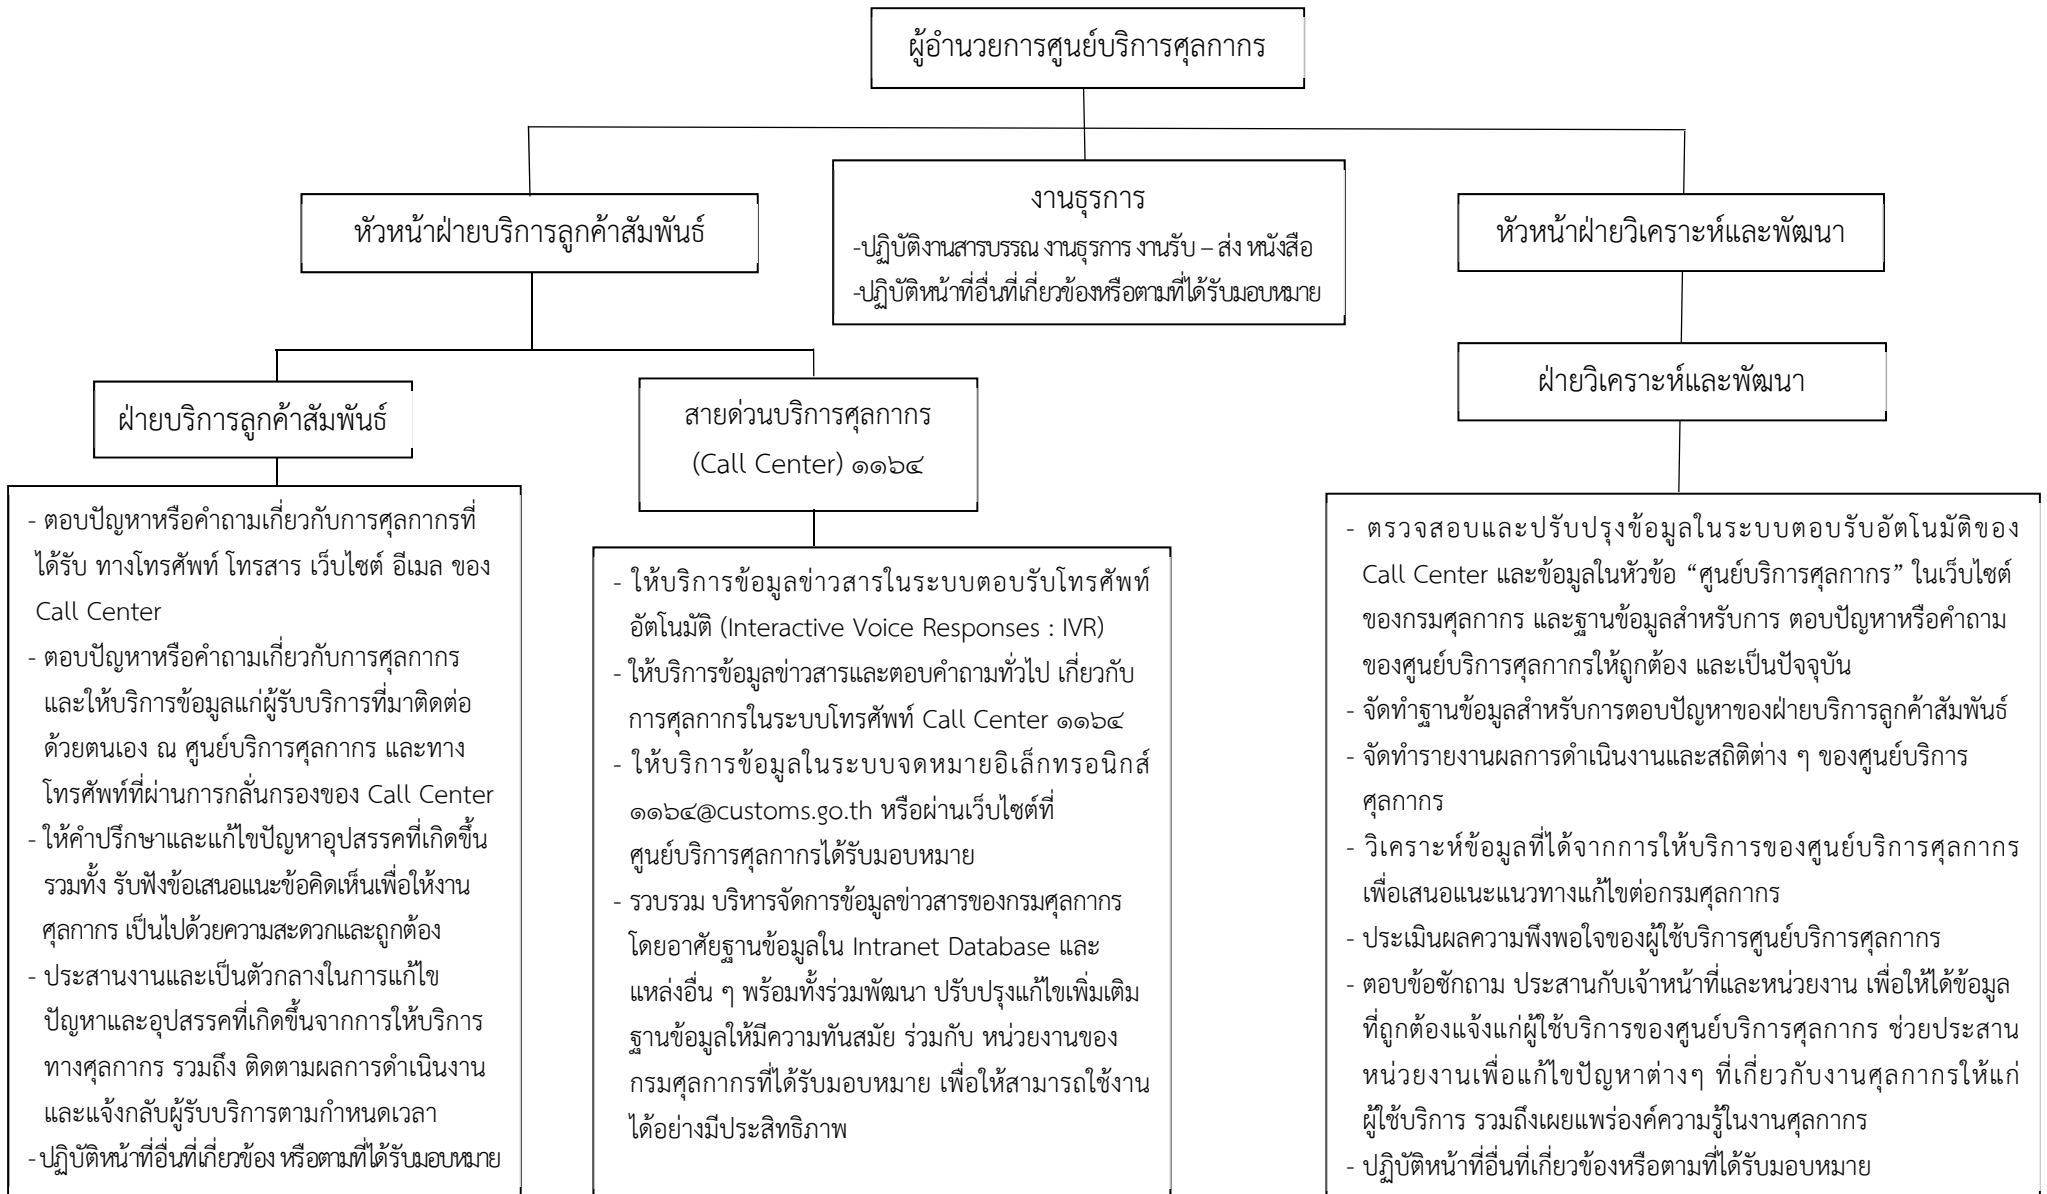 ผู้อำนวยการศูนย์บริการศุลกากร
หัวหน้าฝ่ายบริการลูกค้าสัมพันธ์
งานธุรการ
-ปฏิบัติงานสารบรรณ งานธุรการ งานรับ – ส่ง หนังสือ
-ปฏิบัติหน้าที่อื่นที่เกี่ยวข้องหรือตามที่ได้รับมอบหมาย
หัวหน้าฝ่ายวิเคราะห์และพัฒนา
ฝ่ายบริการลูกค้าสัมพันธ์
สายด่วนบริการศุลกากร
(Call Center) ๑๑๖๔
ฝ่ายวิเคราะห์และพัฒนา
- ตอบปัญหาหรือคำถามเกี่ยวกับการศุลกากรที่
ได้รับ ทางโทรศัพท์ โทรสาร เว็บไซต์ อีเมล ของ
Call Center
- ตอบปัญหาหรือคำถามเกี่ยวกับการศุลกากร
และให้บริการข้อมูลแก่ผู้รับบริการที่มาติดต่อ
ด้วยตนเอง ณ ศูนย์บริการศุลกากร และทาง
โทรศัพท์ที่ผ่านการกลั่นกรองของ Call Center
- ให้คำปรึกษาและแก้ไขปัญหาอุปสรรคที่เกิดขึ้น
รวมทั้ง รับฟังข้อเสนอแนะข้อคิดเห็นเพื่อให้งาน
ศุลกากร เป็นไปด้วยความสะดวกและถูกต้อง
- ประสานงานและเป็นตัวกลางในการแก้ไข
ปัญหาและอุปสรรคที่เกิดขึ้นจากการให้บริการ
ทางศุลกากร รวมถึง ติดตามผลการดำเนินงาน
และแจ้งกลับผู้รับบริการตามกำหนดเวลา
-ปฏิบัติหน้าที่อื่นที่เกี่ยวข้อง หรือตามที่ได้รับมอบหมาย
- ให้บริการข้อมูลข่าวสารในระบบตอบรับโทรศัพท์
อัตโนมัติ (Interactive Voice Responses : IVR)
- ให้บริการข้อมูลข่าวสารและตอบคำถามทั่วไป เกี่ยวกับ
การศุลกากรในระบบโทรศัพท์ Call Center ๑๑๖๔
- ให้บริการข้อมูลในระบบจดหมายอิเล็กทรอนิกส์
๑๑๖๔@customs.go.th หรือผ่านเว็บไซต์ที่
ศูนย์บริการศุลกากรได้รับมอบหมาย
- รวบรวม บริหารจัดการข้อมูลข่าวสารของกรมศุลกากร
โดยอาศัยฐานข้อมูลใน Intranet Database และ
แหล่งอื่น ๆ พร้อมทั้งร่วมพัฒนา ปรับปรุงแก้ไขเพิ่มเติม
ฐานข้อมูลให้มีความทันสมัย ร่วมกับ หน่วยงานของ
กรมศุลกากรที่ได้รับมอบหมาย เพื่อให้สามารถใช้งาน
ได้อย่างมีประสิทธิภาพ
- ตรวจสอบและปรับปรุงข้อมูลในระบบตอบรับอัตโนมัติของ
Call Center และข้อมูลในหัวข้อ “ศูนย์บริการศุลกากร” ในเว็บไซต์
ของกรมศุลกากร และฐานข้อมูลสำหรับการ ตอบปัญหาหรือคำถาม
ของศูนย์บริการศุลกากรให้ถูกต้อง และเป็นปัจจุบัน
- จัดทำฐานข้อมูลสำหรับการตอบปัญหาของฝ่ายบริการลูกค้าสัมพันธ์
- จัดทำรายงานผลการดำเนินงานและสถิติต่าง ๆ ของศูนย์บริการ
ศุลกากร
- วิเคราะห์ข้อมูลที่ได้จากการให้บริการของศูนย์บริการศุลกากร
เพื่อเสนอแนะแนวทางแก้ไขต่อกรมศุลกากร
- ประเมินผลความพึงพอใจของผู้ใช้บริการศูนย์บริการศุลกากร
- ตอบข้อซักถาม ประสานกับเจ้าหน้าที่และหน่วยงาน เพื่อให้ได้ข้อมูล
ที่ถูกต้องแจ้งแก่ผู้ใช้บริการของศูนย์บริการศุลกากร ช่วยประสาน
หน่วยงานเพื่อแก้ไขปัญหาต่างๆ ที่เกี่ยวกับงานศุลกากรให้แก่
ผู้ใช้บริการ รวมถึงเผยแพร่องค์ความรู้ในงานศุลกากร
- ปฏิบัติหน้าที่อื่นที่เกี่ยวข้องหรือตามที่ได้รับมอบหมาย